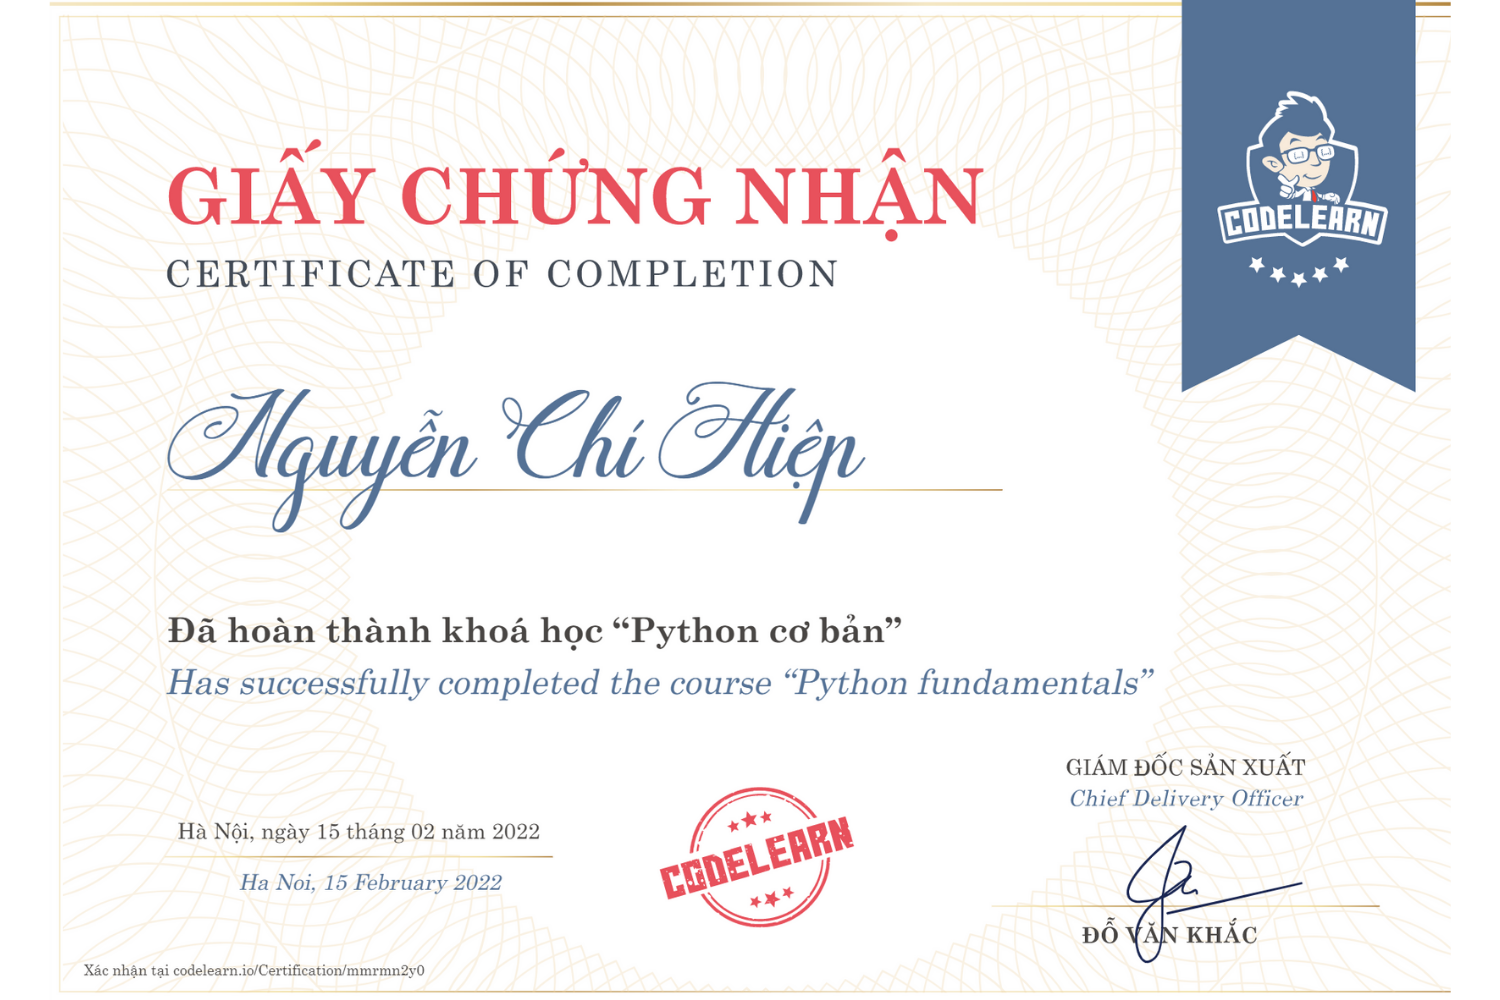 GIẤY CHỨNG NHẬN
CERTIFICATE OF COMPLETION
CODELEARN
Nguyễn Chí Hiệp
Đã hoàn thành khoá học “Python cơ bản”
Has successfully completed the course “Python fundamentals”
GIÁM ĐỐC SẢN XUẤT
Chief Delivery Officer
Hà Nội, ngày 15 tháng 02 năm 2022
Ha Noi, 15 February 2022
CODELEARN
ĐỖ VĂN KHẮC
Xác nhận tại codelearn.io/Certification/mmrmn2y0